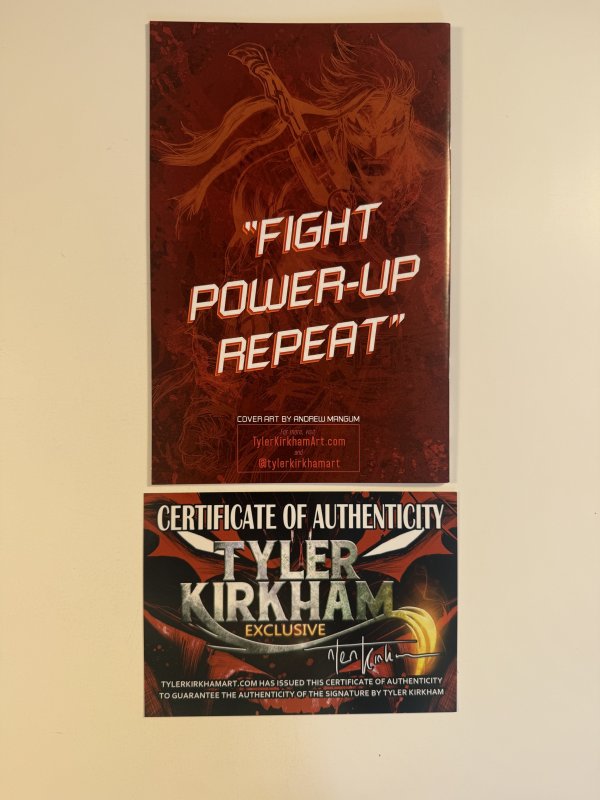 "FIGHT
POWER-UP
REPEAT"
COVER ART BY ANDREW MANGUM
For more, visit
TylerKirkhamArt.com
and
@tylerkirkhamart
CERTIFICATE OF AUTHENTICITY
TYLER
KIRKHAM
EXCLUSIVE
TYLERKIRKHAMART.COM HAS ISSUED THIS CERTIFICATE OF AUTHENTICITY
TO GUARANTEE THE AUTHENTICITY OF THE SIGNATURE BY TYLER KIRKHAM